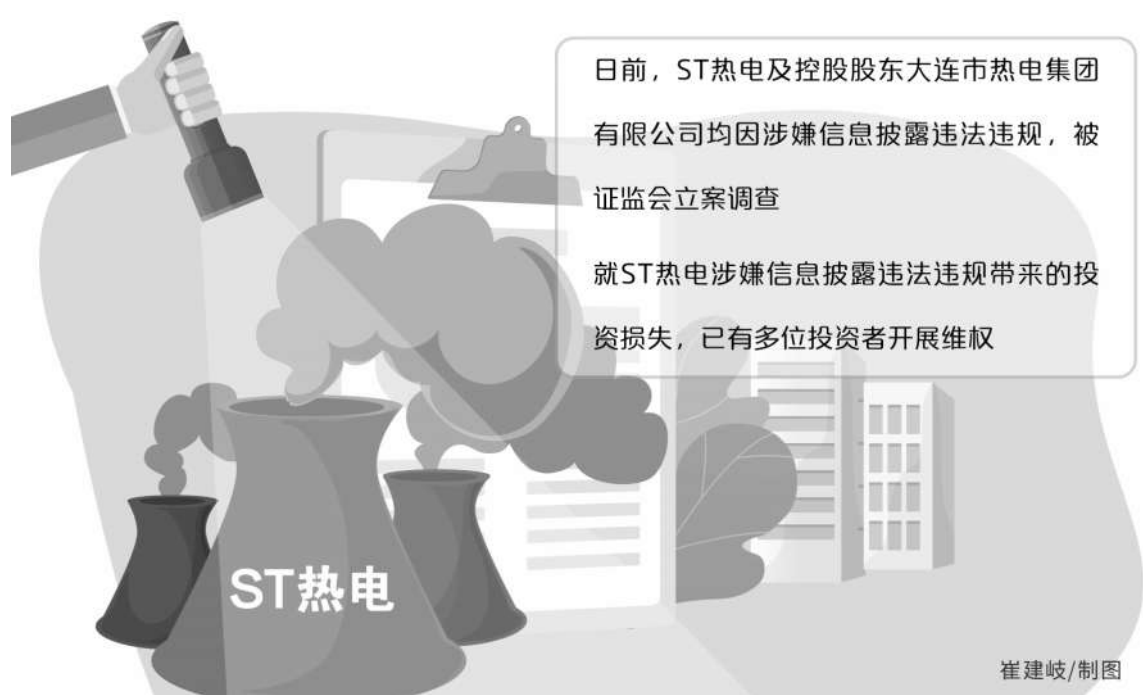 日前，ST热电及控股股东大连市热电集团
有限公司均因涉嫌信息披露违法违规，被
证监会立案调查
就ST热电涉嫌信息披露违法违规带来的投
资损失，已有多位投资者开展维权
ST热电
崔建岐/制图